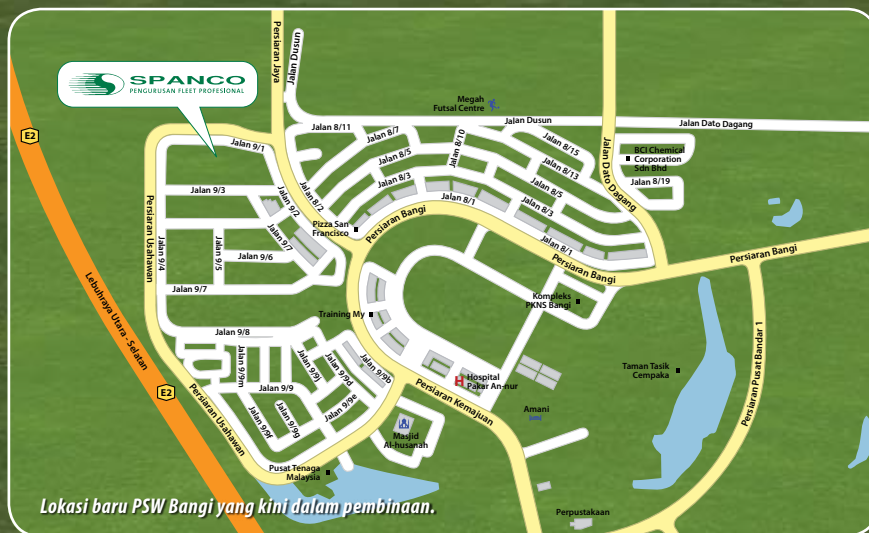 Persiaran Jaya
Jalan Dusun
SPANCO
PENGURUSAN FLEET PROFESIONAL
Megah
Futsal Centre
Jalan Dusun
Jalan Dato Dagang
E2
Jalan 8/11
Jalan 8/7
Jalan 8/10
Jalan 8/15
Jalan 9/1
Jalan 8/5
Jalan 8/13
BCI Chemical
Corporation
Sdn Bhd
Jalan Dato Dagang
Jalan 8/3
Jalan 8/5
Jalan 8/19
Jalan 9/3
Jalan 9/2
Jalan 8/2
Jalan 8/1
Jalan 8/3
Persiaran Usahawan
Pizza San
Francisco
Persiaran Bangi
Jalan 8/1
Jalan 9/4
Jalan 9/5
Jalan 9/6
Jalan 9/7
Persiaran Bangi
Persiaran Bangi
Lebuhraya Utara - Selatan
Jalan 9/7
Kompleks
PKNS Bangi
Training My
Jalan 9/8
Persiaran Pusat Bandar 1
Jalan 9/9m
Jalan 9/9j
Jalan 9/9d
Jalan 9/9b
Taman Tasik
Cempaka
E2
Jalan 9/9
H Hospital
Pakar An-nur
Persiaran Usahawan
Jalan 9/9e
Persiaran Kemajuan
Jalan 9/9f
Jalan 9/9g
Amani
Masjid
Al-husanah
Pusat Tenaga
Malaysia
Lokasi baru PSW Bangi yang kini dalam pembinaan.
Perpustakaan